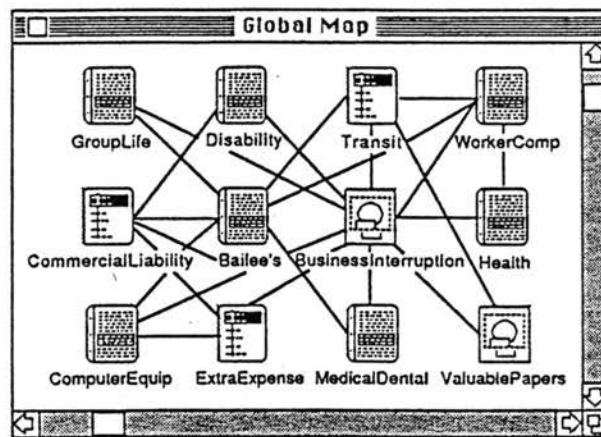 Global Map
GroupLife Disability Transit WorkerComp
CommercialLiability Bailee's BusinessInterruption Health
ComputerEquip ExtraExpense MedicalDental ValuablePapers